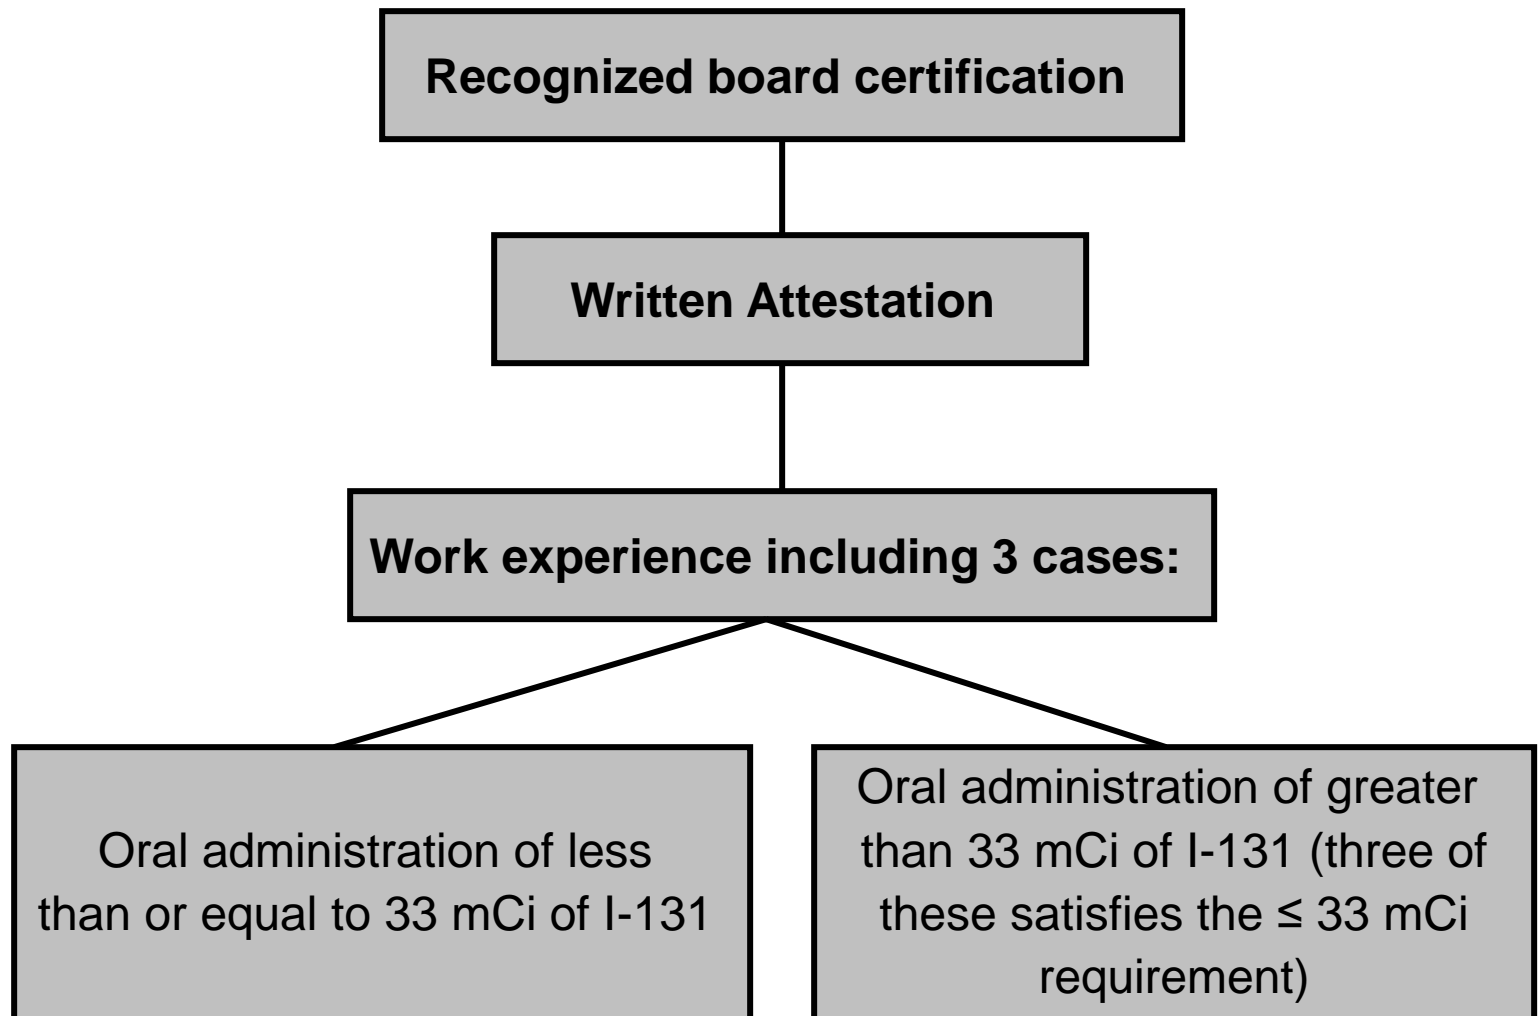 Recognized board certification
Written Attestation
Work experience including 3 cases:
Oral administration of less
than or equal to 33 mCi of I-131
Oral administration of greater
than 33 mCi of I-131 (three of
these satisfies the ≤ 33 mCi
requirement)